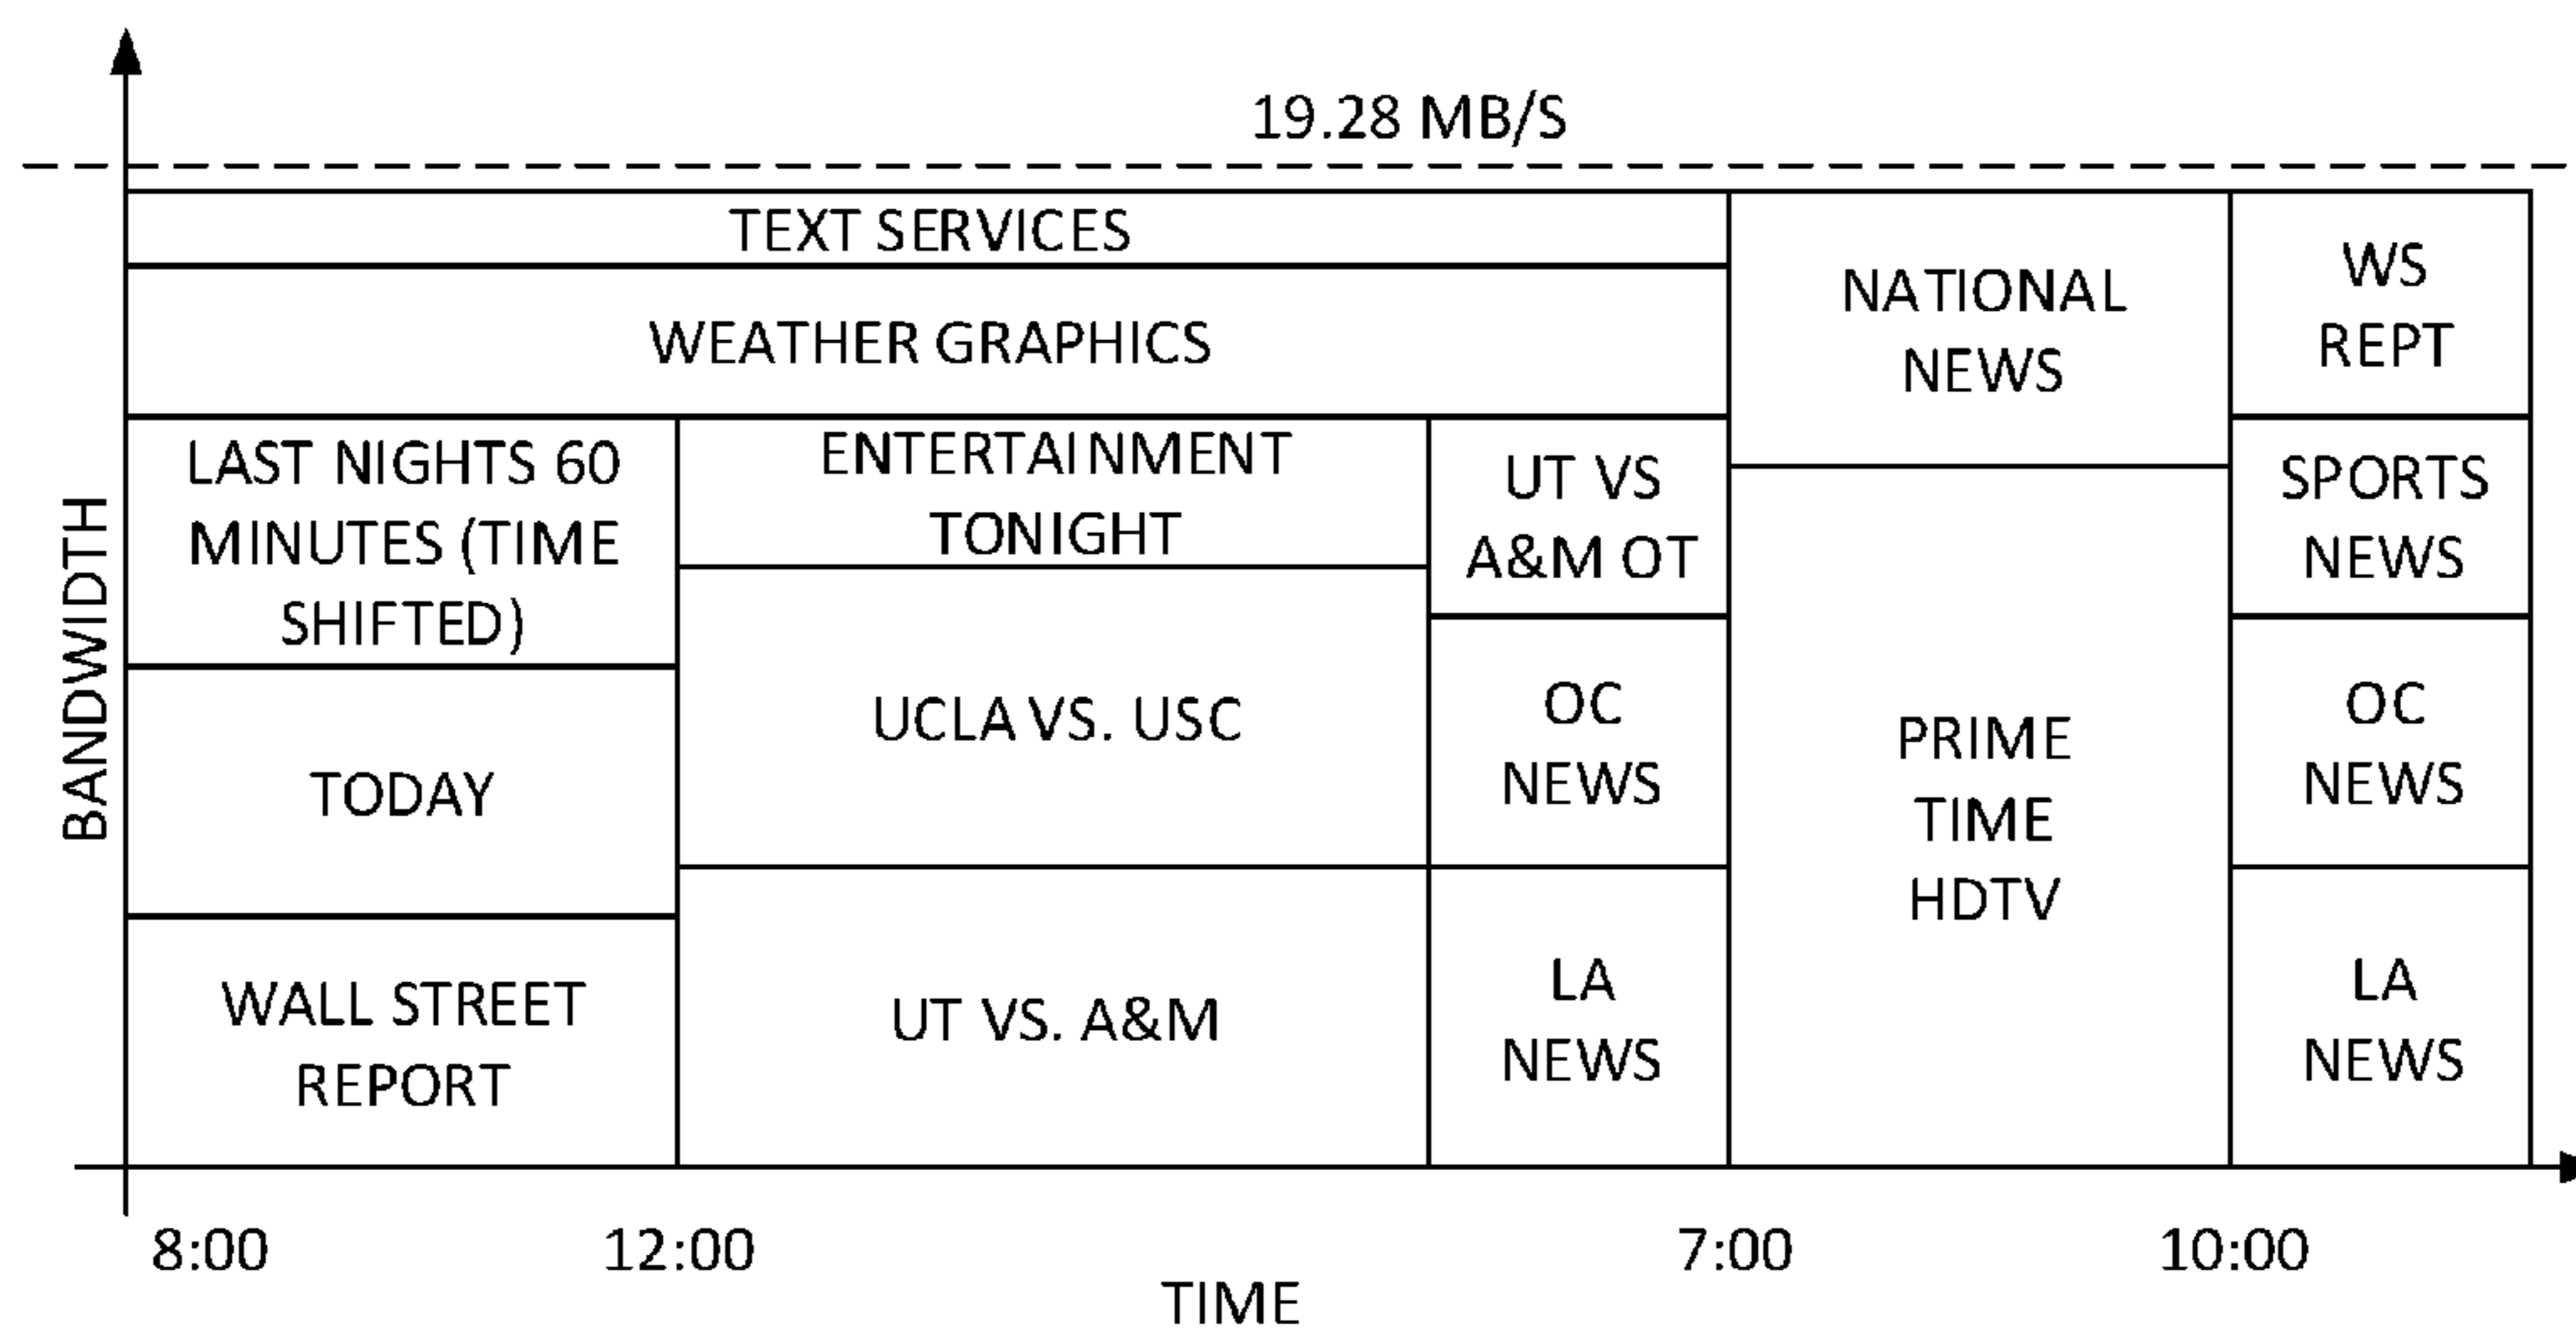 19.28 MB/S
TEXT SERVICES
WEATHER GRAPHICS
NATIONAL
NEWS
WS
REPT
LAST NIGHTS 60
MINUTES (TIME
SHIFTED)
ENTERTAINMENT
TONIGHT
UT VS
A&M OT
SPORTS
NEWS
BANDWIDTH
TODAY
UCLA VS. USC
OC
NEWS
PRIME
TIME
HDTV
OC
NEWS
WALL STREET
REPORT
UT VS. A&M
LA
NEWS
LA
NEWS
8:00
12:00
7:00
10:00
TIME